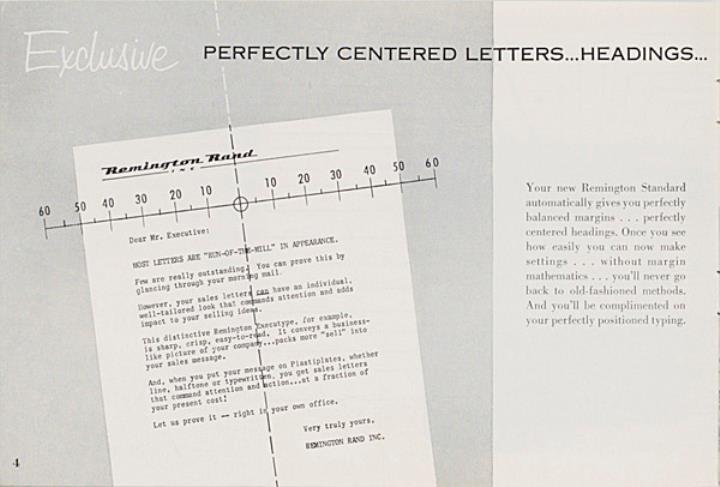 Exclusive PERFECTLY CENTERED LETTERS...HEADINGS...
Remington Rand
INC
60 50 40 30 20 10 10 20 30 40 50 60
Dear Mr. Executive:
MOST LETTERS ARE "RUN-OF-THE-MILL" IN APPEARANCE.
Few are really outstanding. You can prove this by
glancing through your morning mail.
However, your sales letters can have an individual,
well-tailored look that commands attention and adds
impact to your selling ideas.
This distinctive Remington Executype, for example,
is sharp, crisp, easy-to-read. It conveys a business-
like picture of your company...packs more "sell" into
your sales message.
And, when you put your message on Plastiplates, whether
line, halftone or typewritten, you get sales letters
that command attention and action...at a fraction of
your present cost!
Let us prove it -- right in your own office.
Very truly yours,
REMINGTON RAND INC.
Your new Remington Standard
automatically gives you perfectly
balanced margins . . . perfectly
centered headings. Once you see
how easily you can now make
settings . . . without margin
mathematics . . . you'll never go
back to old-fashioned methods.
And you'll be complimented on
your perfectly positioned typing.
4